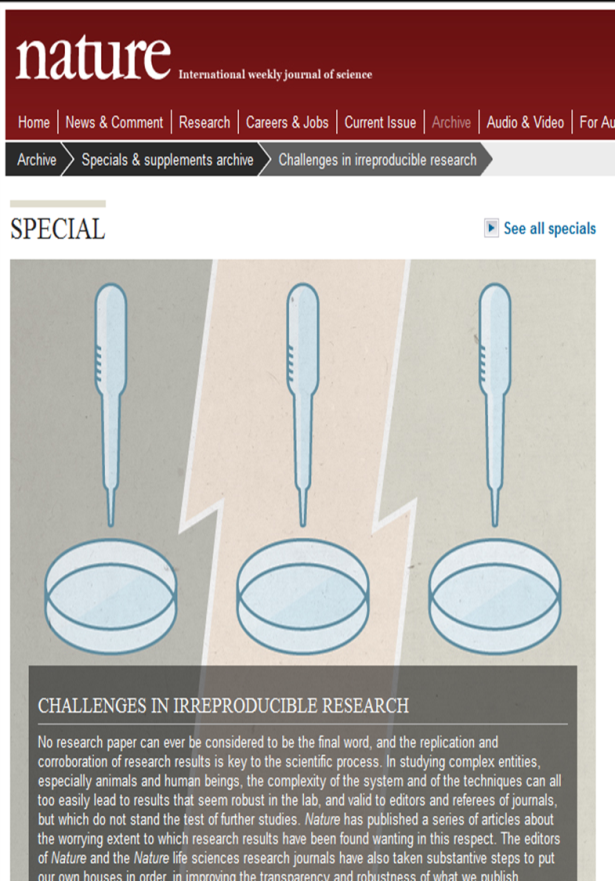 nature International weekly journal of science
Home News & Comment Research Careers & Jobs Current Issue Archive Audio & Video For Au
Archive Specials & supplements archive Challenges in irreproducible research
SPECIAL
See all specials
CHALLENGES IN IRREPRODUCIBLE RESEARCH
No research paper can ever be considered to be the final word, and the replication and
corroboration of research results is key to the scientific process. In studying complex entities,
especially animals and human beings, the complexity of the system and of the techniques can all
too easily lead to results that seem robust in the lab, and valid to editors and referees of journals,
but which do not stand the test of further studies. Nature has published a series of articles about
the worrying extent to which research results have been found wanting in this respect. The editors
of Nature and the Nature life sciences research journals have also taken substantive steps to put
our own houses in order, in improving the transparency and robustness of what we publish.